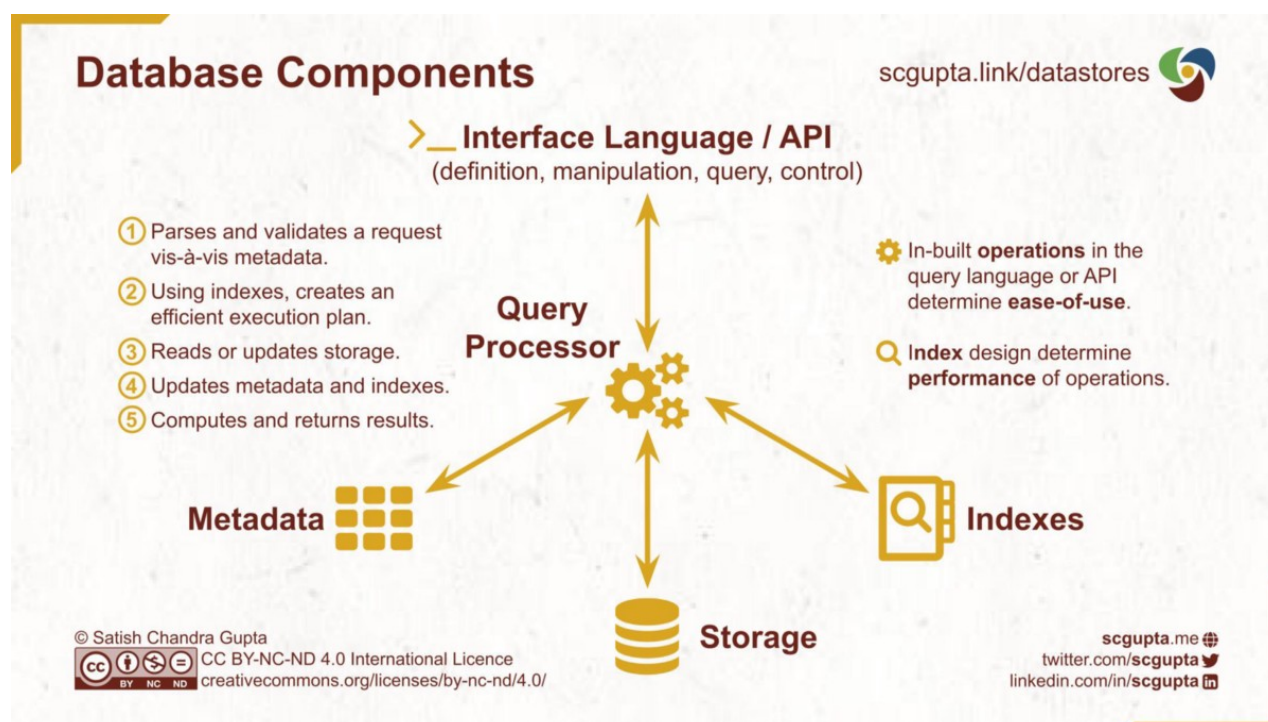 Database Components
scgupta.link/datastores
>_ Interface Language / API
(definition, manipulation, query, control)
1 Parses and validates a request
vis-à-vis metadata.
2 Using indexes, creates an
efficient execution plan.
3 Reads or updates storage.
4 Updates metadata and indexes.
5 Computes and returns results.
Query
Processor
In-built operations in the
query language or API
determine ease-of-use.
Index design determine
performance of operations.
Metadata
Indexes
Storage
© Satish Chandra Gupta
CC BY-NC-ND 4.0 International Licence
creativecommons.org/licenses/by-nc-nd/4.0/
cc
BY NC ND
scgupta.me
twitter.com/scgupta
linkedin.com/in/scgupta in